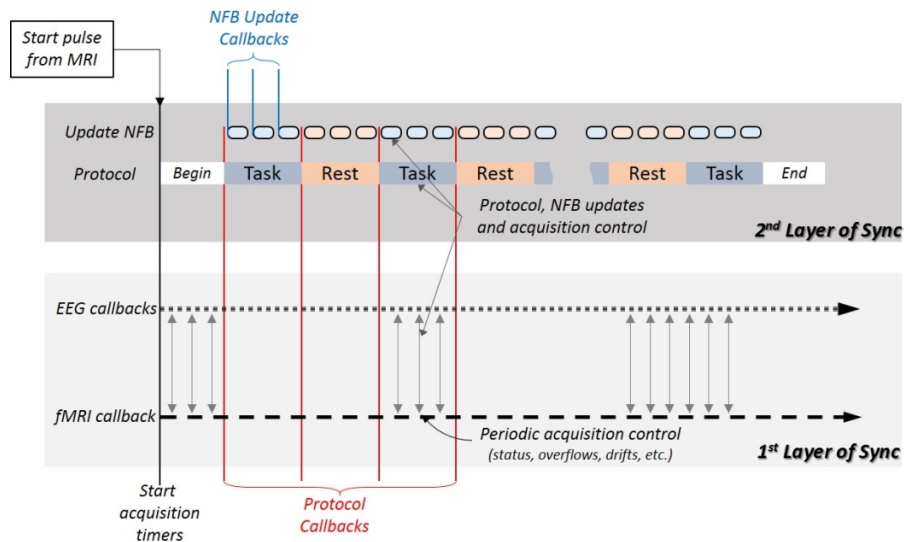 NFB Update
Callbacks
Start pulse
from MRI
Update NFB
Protocol
Begin
Task
Rest
Task
Rest
Rest
Task
End
Protocol, NFB updates
and acquisition control
2nd Layer of Sync
EEG callbacks
fMRI callback
Periodic acquisition control
(status, overflows, drifts, etc.)
1st Layer of Sync
Start
acquisition
timers
Protocol
Callbacks